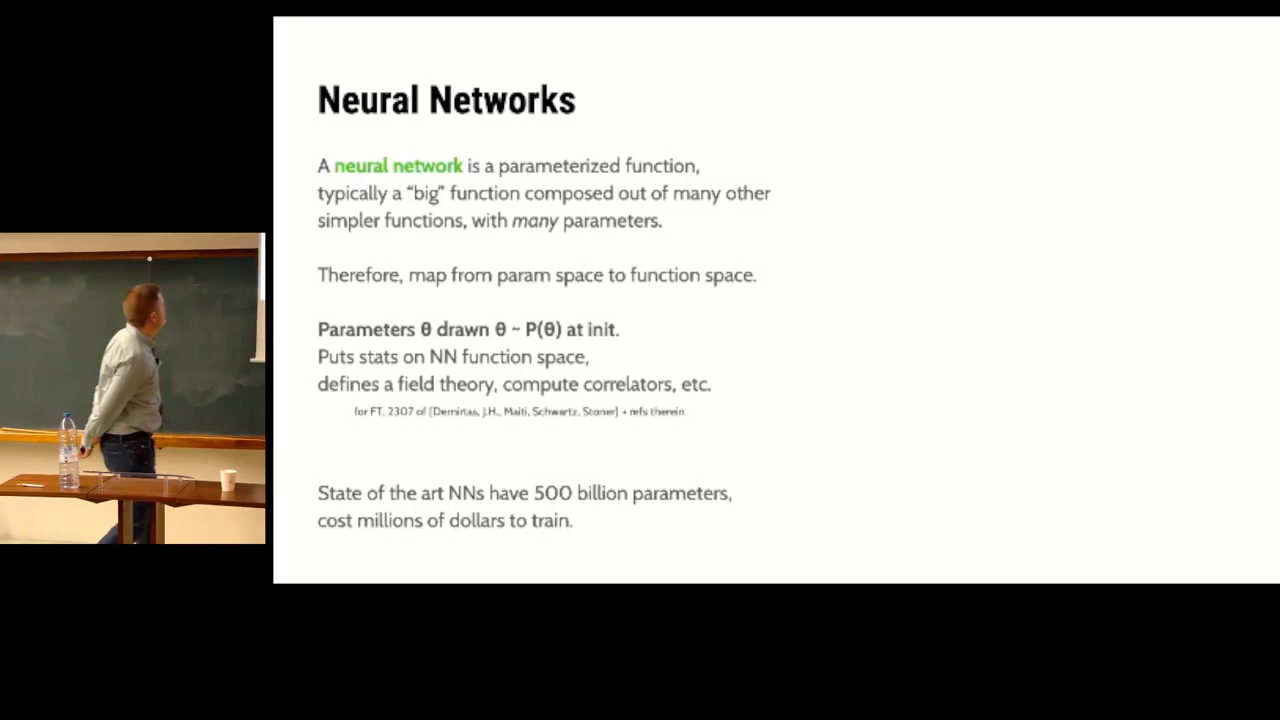 Neural Networks
A neural network is a parameterized function,
typically a “big” function composed out of many other
simpler functions, with many parameters.
Therefore, map from param space to function space.
Parameters θ drawn θ ~ P(θ) at init.
Puts stats on NN function space,
defines a field theory, compute correlators, etc.
for FT, 2307 of [Demirtas, J.H., Maiti, Schwartz, Stoner] + refs therein
State of the art NNs have 500 billion parameters,
cost millions of dollars to train.